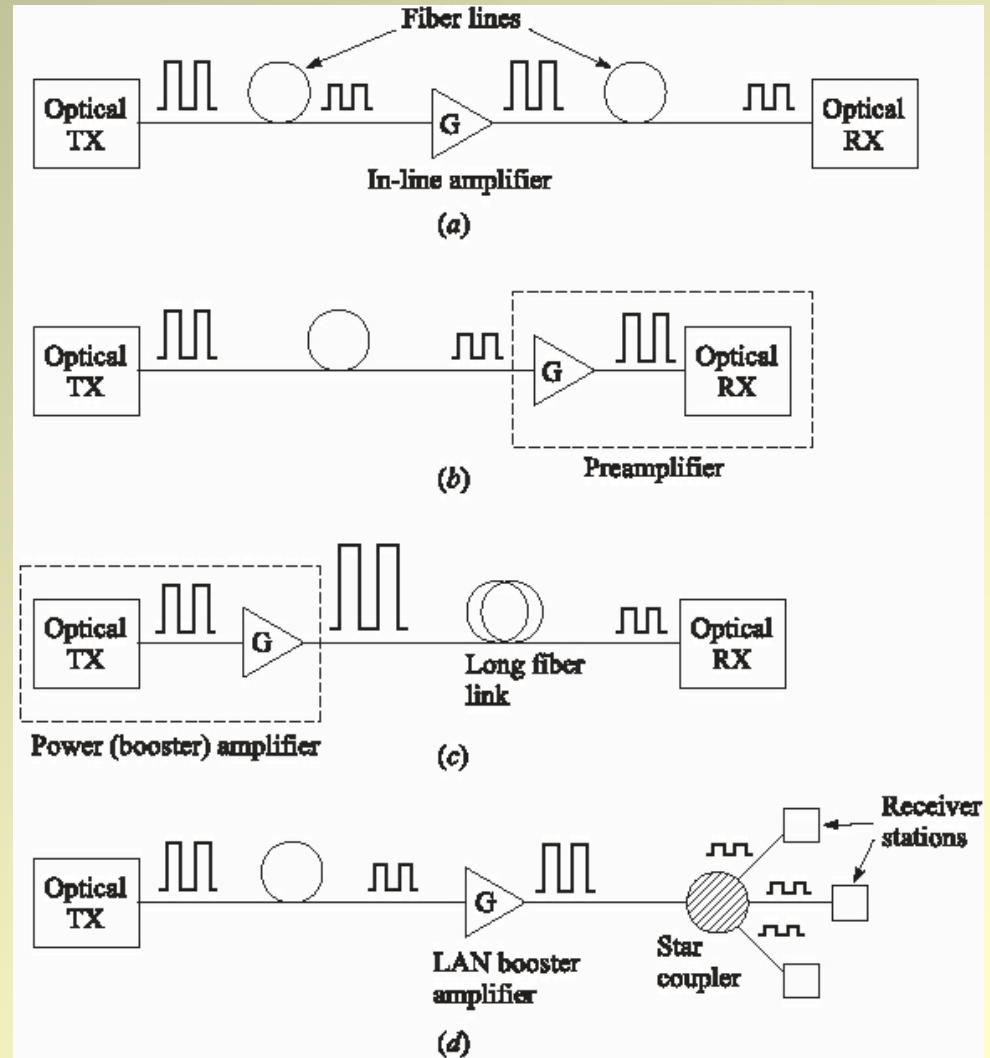 Fiber lines
Optical
TX
G
Optical
RX
In-line amplifier
(a)
Optical
TX
G
Optical
RX
Preamplifier
(b)
Optical
TX
G
Long fiber
link
Optical
RX
Power (booster) amplifier
(c)
Receiver
stations
Optical
TX
G
Star
coupler
LAN booster
amplifier
(d)